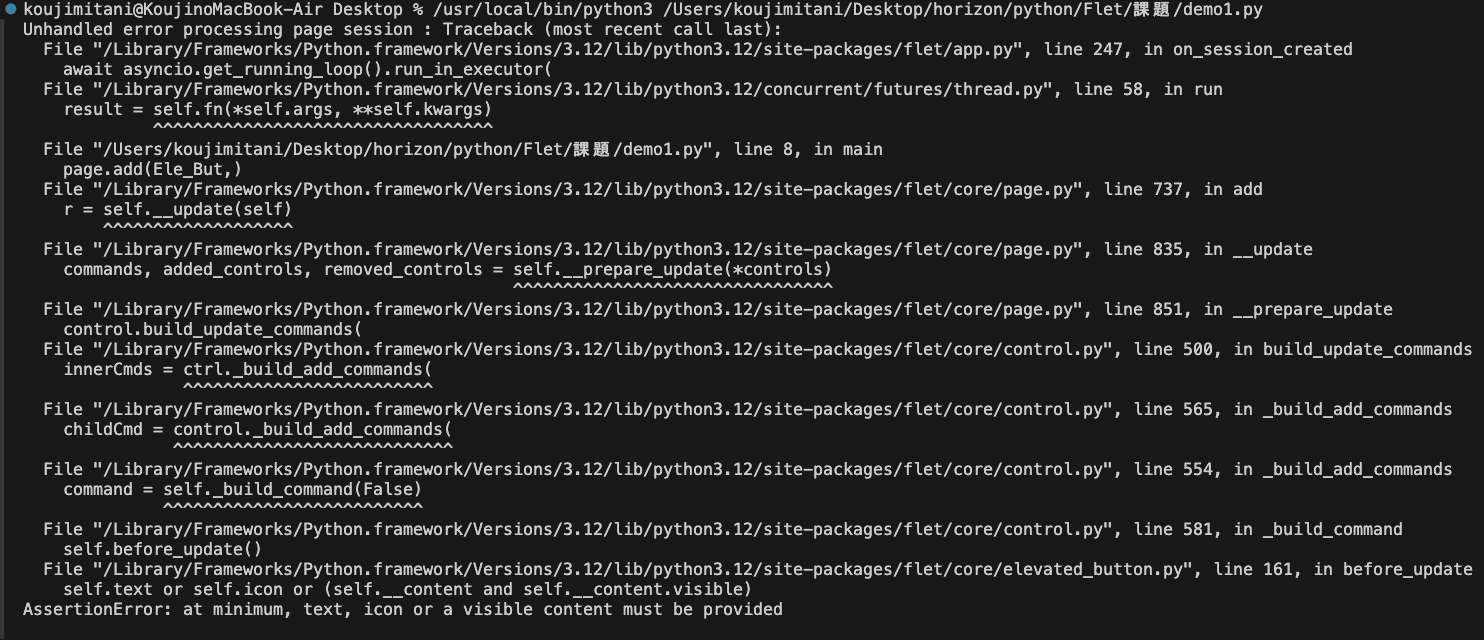 koujimitani@KoujinoMacBook-Air Desktop % /usr/local/bin/python3 /Users/koujimitani/Desktop/horizon/python/Flet/課題/demo1.py
Unhandled error processing page session : Traceback (most recent call last):
  File "/Library/Frameworks/Python.framework/Versions/3.12/lib/python3.12/site-packages/flet/app.py", line 247, in on_session_created
    await asyncio.get_running_loop().run_in_executor(
  File "/Library/Frameworks/Python.framework/Versions/3.12/lib/python3.12/concurrent/futures/thread.py", line 58, in run
    result = self.fn(*self.args, **self.kwargs)
             ^^^^^^^^^^^^^^^^^^^^^^^^^^^^^^^^^^
  File "/Users/koujimitani/Desktop/horizon/python/Flet/課題/demo1.py", line 8, in main
    page.add(Ele_But,)
  File "/Library/Frameworks/Python.framework/Versions/3.12/lib/python3.12/site-packages/flet/core/page.py", line 737, in add
    r = self.__update(self)
        ^^^^^^^^^^^^^^^^^^^
  File "/Library/Frameworks/Python.framework/Versions/3.12/lib/python3.12/site-packages/flet/core/page.py", line 835, in __update
    commands, added_controls, removed_controls = self.__prepare_update(*controls)
                                                 ^^^^^^^^^^^^^^^^^^^^^^^^^^^^^^^^
  File "/Library/Frameworks/Python.framework/Versions/3.12/lib/python3.12/site-packages/flet/core/page.py", line 851, in __prepare_update
    control.build_update_commands(
  File "/Library/Frameworks/Python.framework/Versions/3.12/lib/python3.12/site-packages/flet/core/control.py", line 500, in build_update_commands
    innerCmds = ctrl._build_add_commands(
                ^^^^^^^^^^^^^^^^^^^^^^^^^
  File "/Library/Frameworks/Python.framework/Versions/3.12/lib/python3.12/site-packages/flet/core/control.py", line 565, in _build_add_commands
    childCmd = control._build_add_commands(
               ^^^^^^^^^^^^^^^^^^^^^^^^^^^^
  File "/Library/Frameworks/Python.framework/Versions/3.12/lib/python3.12/site-packages/flet/core/control.py", line 554, in _build_add_commands
    command = self._build_command(False)
              ^^^^^^^^^^^^^^^^^^^^^^^^^^
  File "/Library/Frameworks/Python.framework/Versions/3.12/lib/python3.12/site-packages/flet/core/control.py", line 581, in _build_command
    self.before_update()
  File "/Library/Frameworks/Python.framework/Versions/3.12/lib/python3.12/site-packages/flet/core/elevated_button.py", line 161, in before_update
    self.text or self.icon or (self.__content and self.__content.visible)
AssertionError: at minimum, text, icon or a visible content must be provided